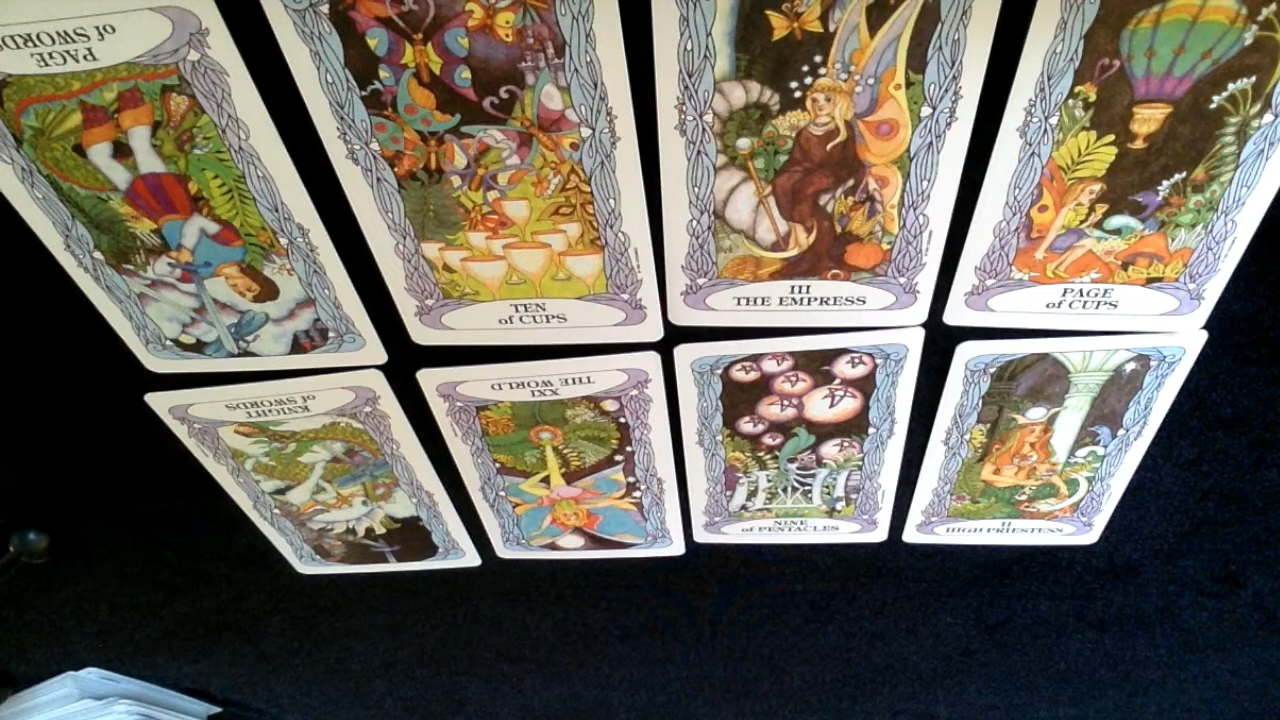 PAGE
of SWORDS
TEN
of CUPS
III
THE EMPRESS
PAGE
of CUPS
KNIGHT
of SWORDS
XXI
THE WORLD
NINE
of PENTACLES
II
HIGH PRIESTESS